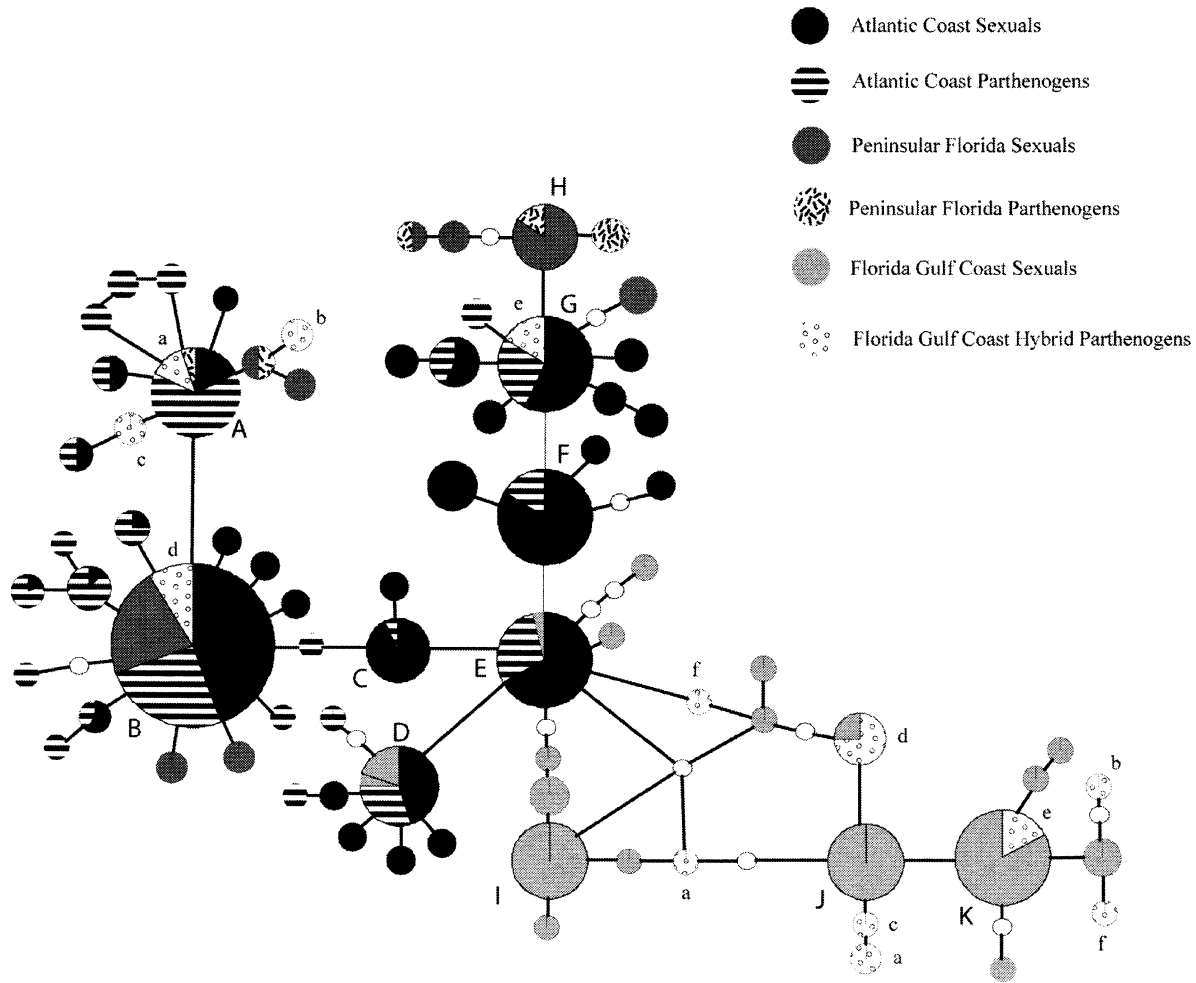 Atlantic Coast Sexuals
Atlantic Coast Parthenogens
Peninsular Florida Sexuals
Peninsular Florida Parthenogens
Florida Gulf Coast Sexuals
Florida Gulf Coast Hybrid Parthenogens
H
e G
a b
A
c
F
d
f
C E
B
D
d
b
e
I a J c K f
a